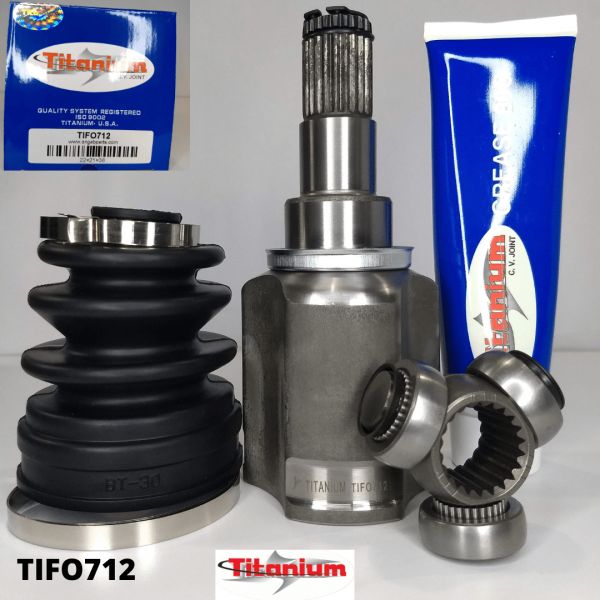 Titanium
C.V. JOINT
QUALITY SYSTEM REGISTERED
ISO 9002
TITANIUM- U.S.A.
TIFO712
www.angabparts.com
22*21*36
GREASE
Titanium
C.V. JOINT
BT-30
TITANIUM TIFO712
TIFO712
Titanium